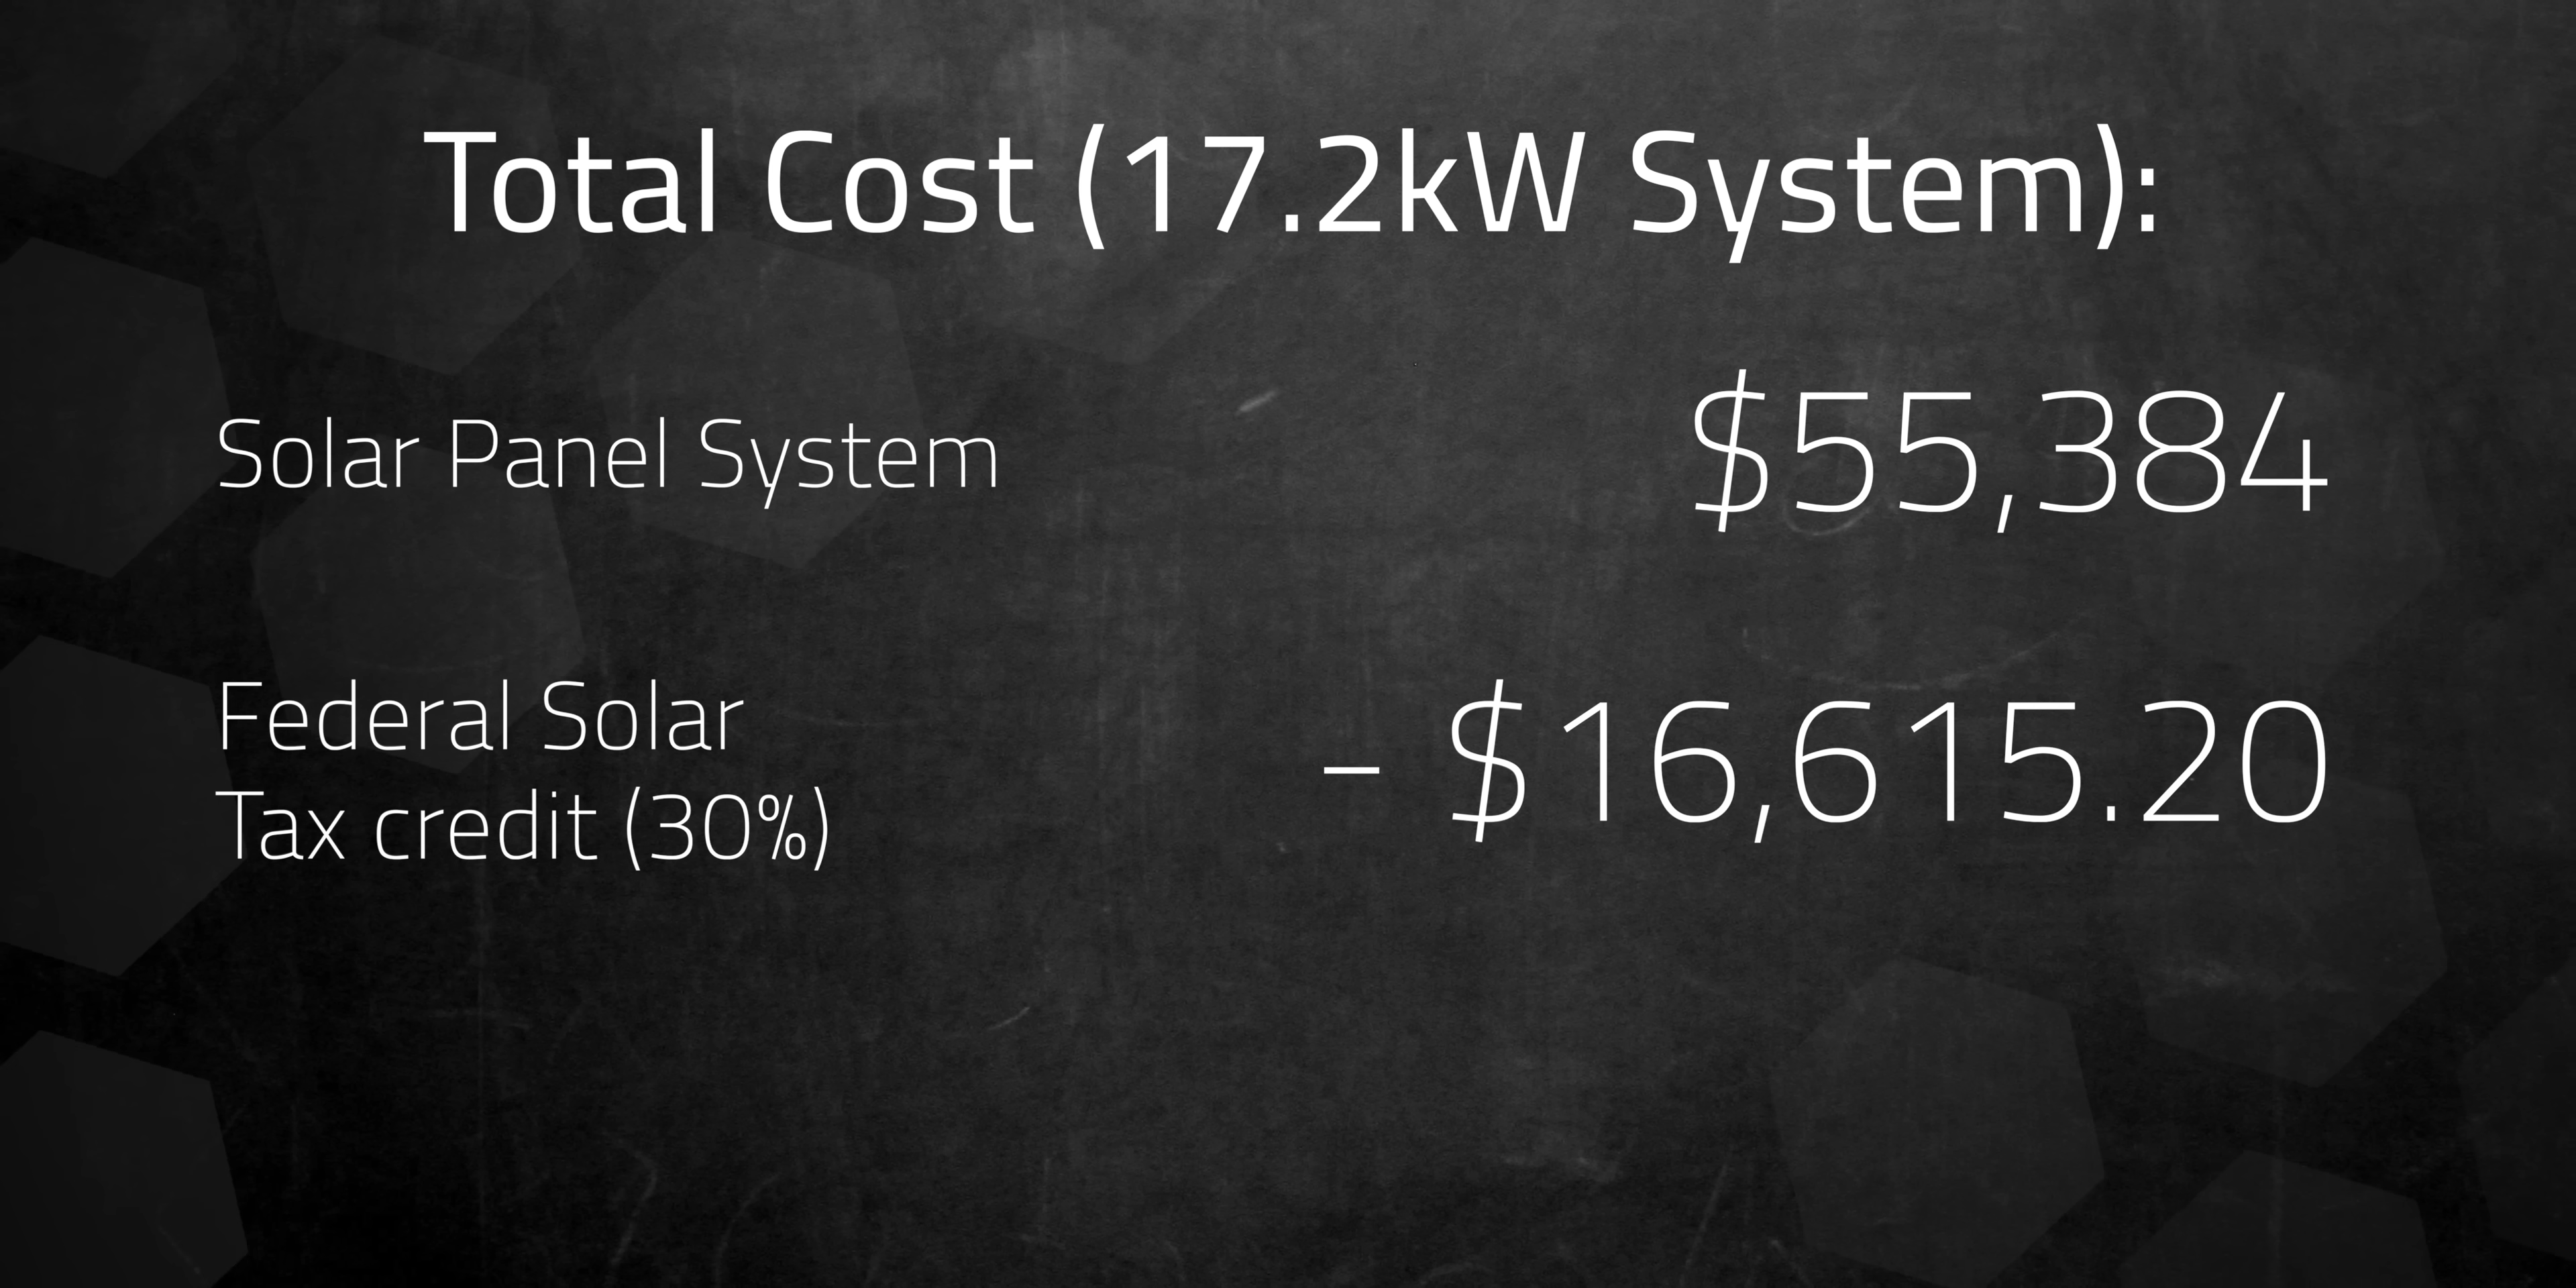 Total Cost (17.2kW System):
Solar Panel System
$55,384
Federal Solar
Tax credit (30%)
- $16,615.20